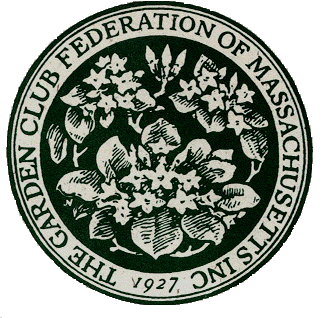 THE GARDEN CLUB FEDERATION OF MASSACHUSETTS INC
1927